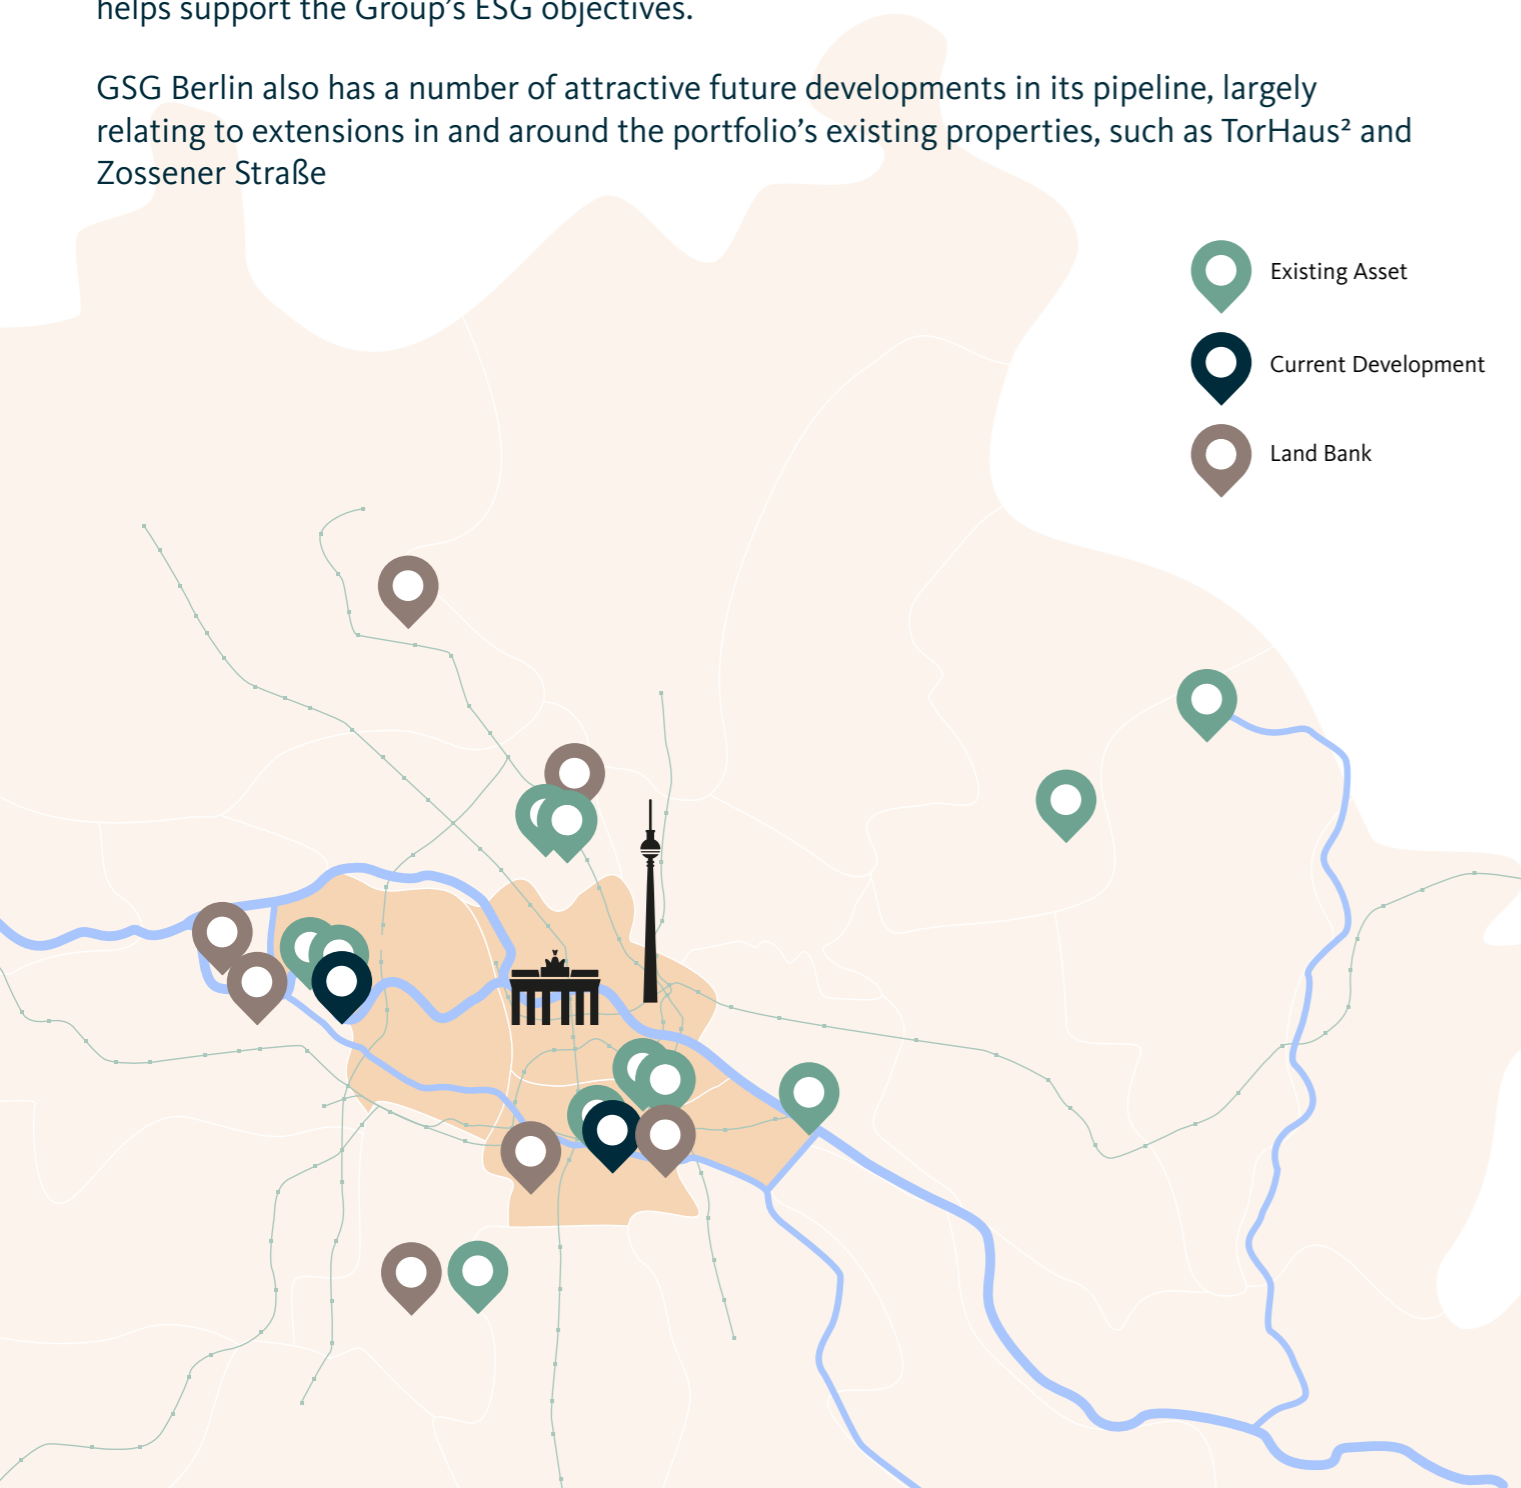 helps support the Group's ESG objectives.
GSG Berlin also has a number of attractive future developments in its pipeline, largely
relating to extensions in and around the portfolio’s existing properties, such as TorHaus² and
Zossener Straße
Existing Asset
Current Development
Land Bank